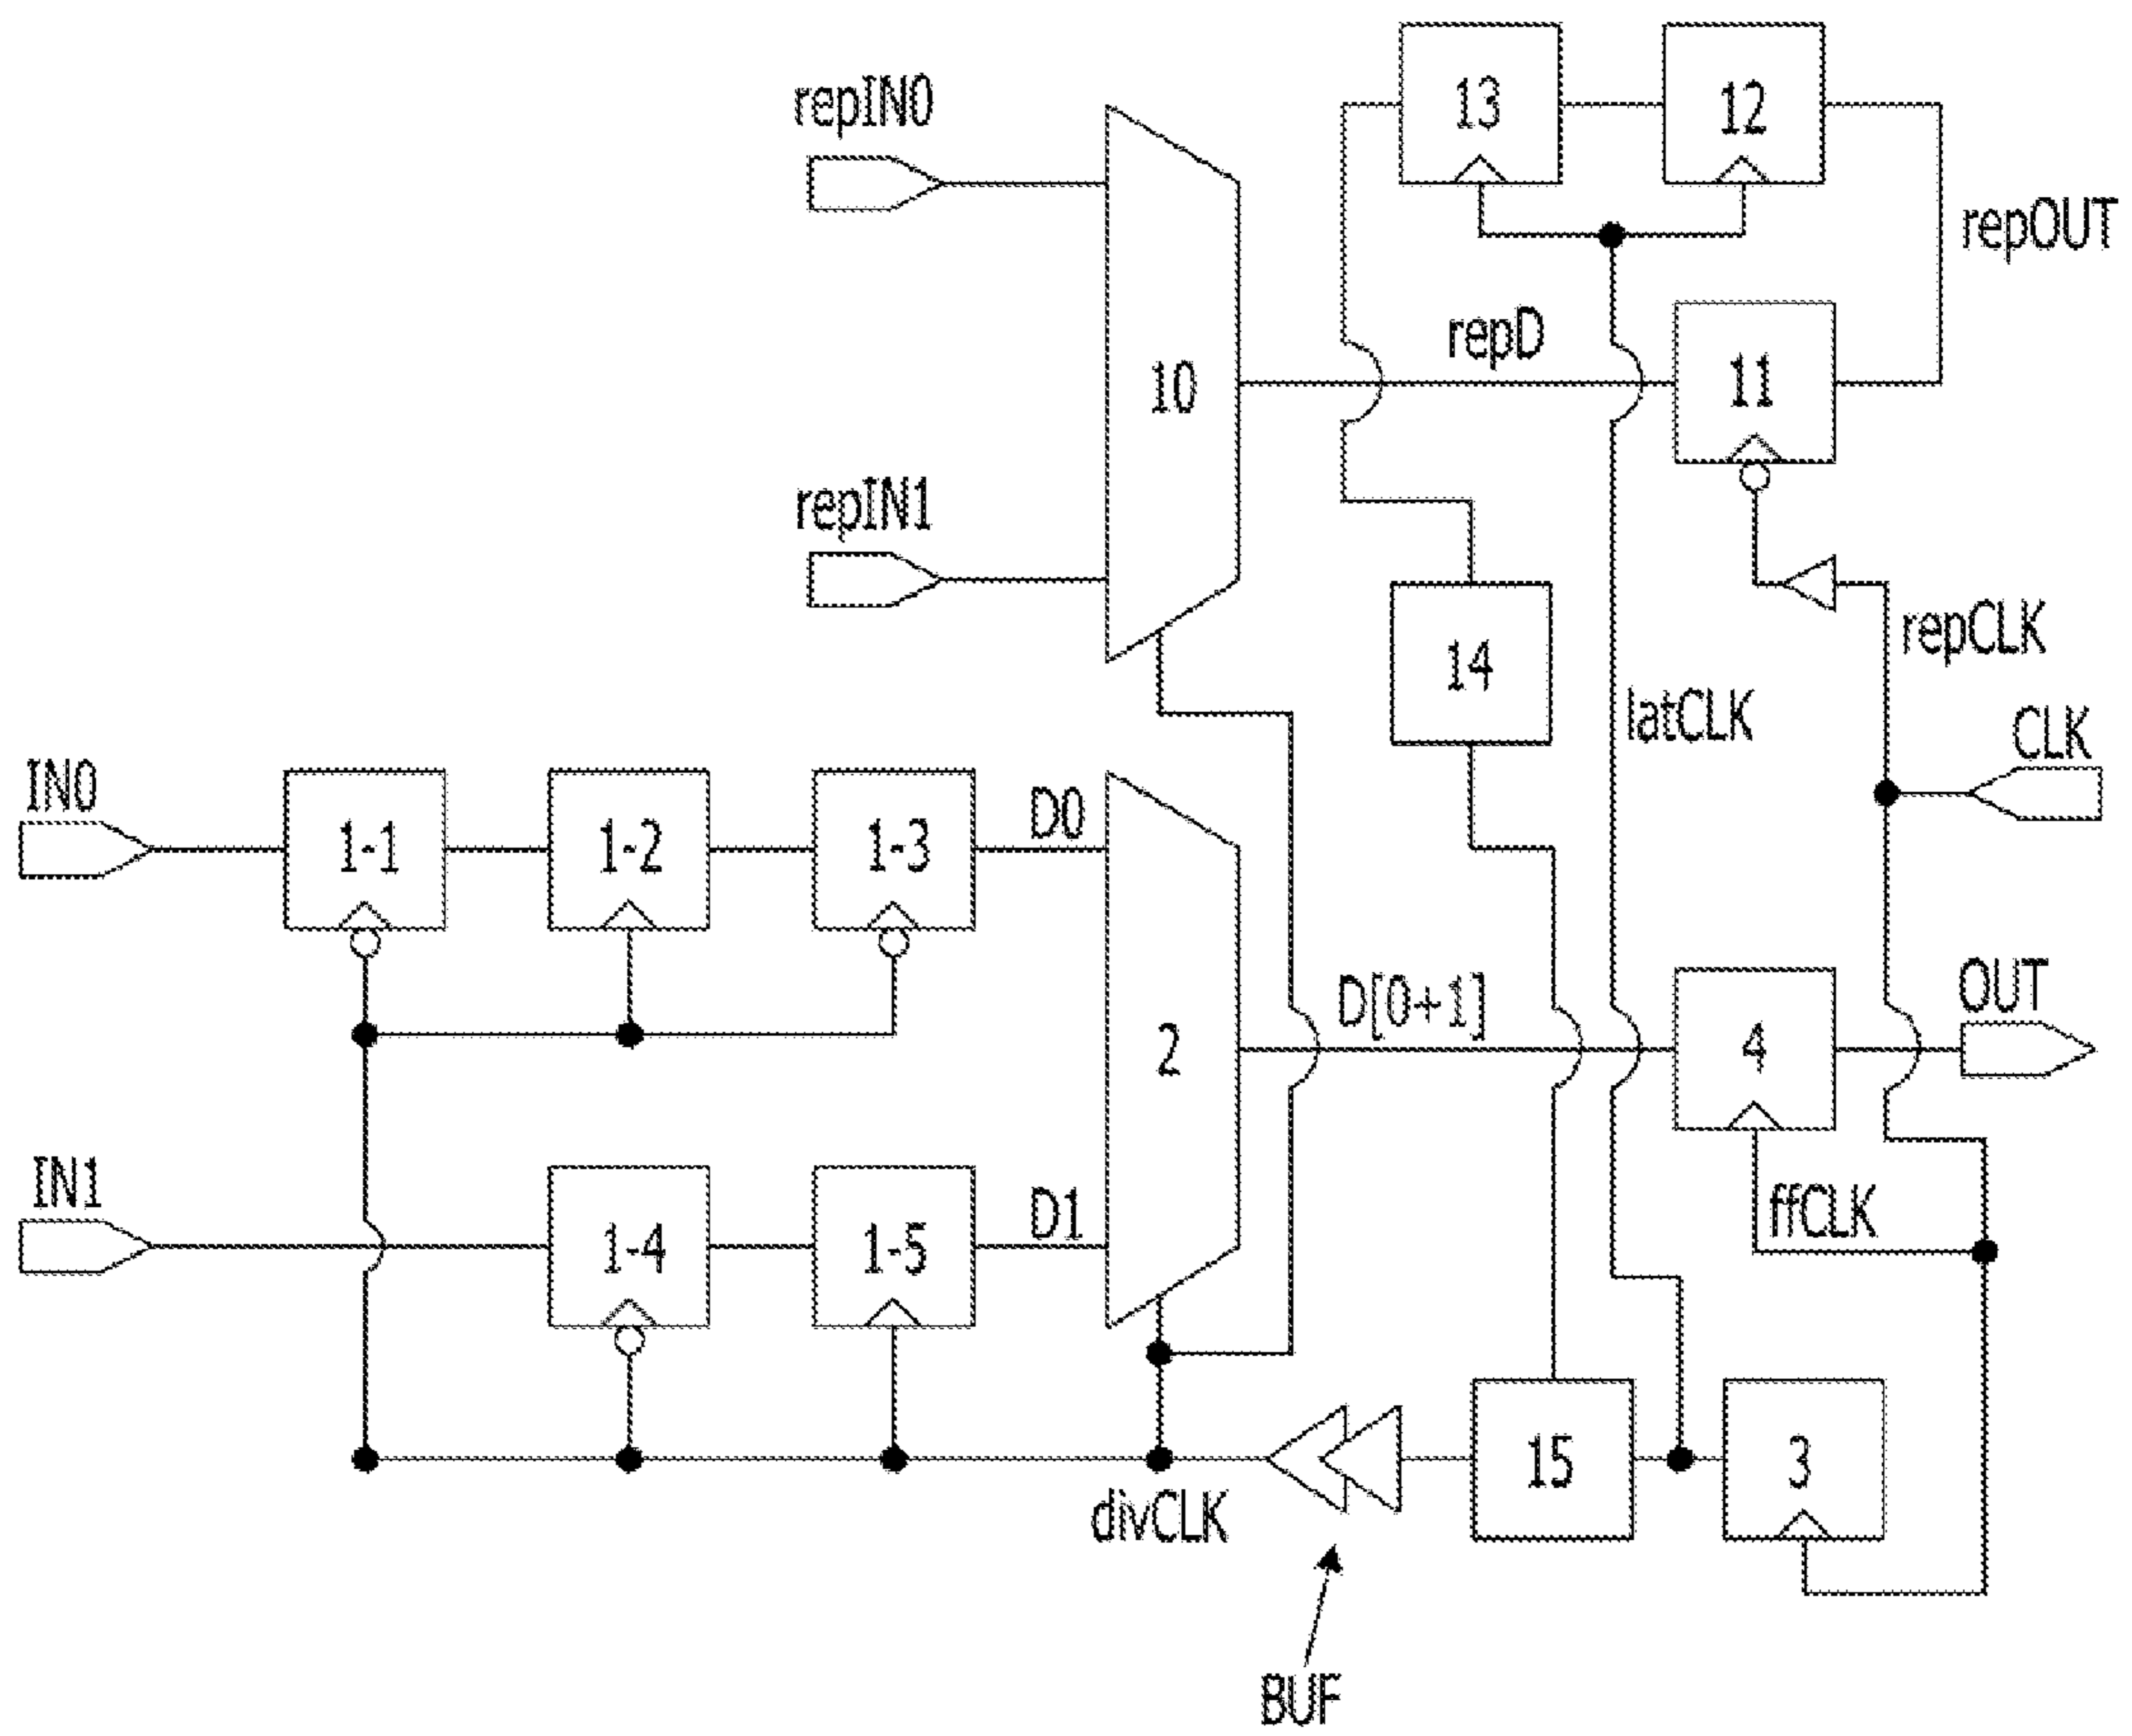 repIN0
13
12
repOUT
repD
10
11
repIN1
repCLK
14
latCLK
CLK
IN0
1-1
1-2
1-3
D0
D[0+1]
OUT
2
4
IN1
1-4
1-5
D1
ffCLK
15
3
divCLK
BUF